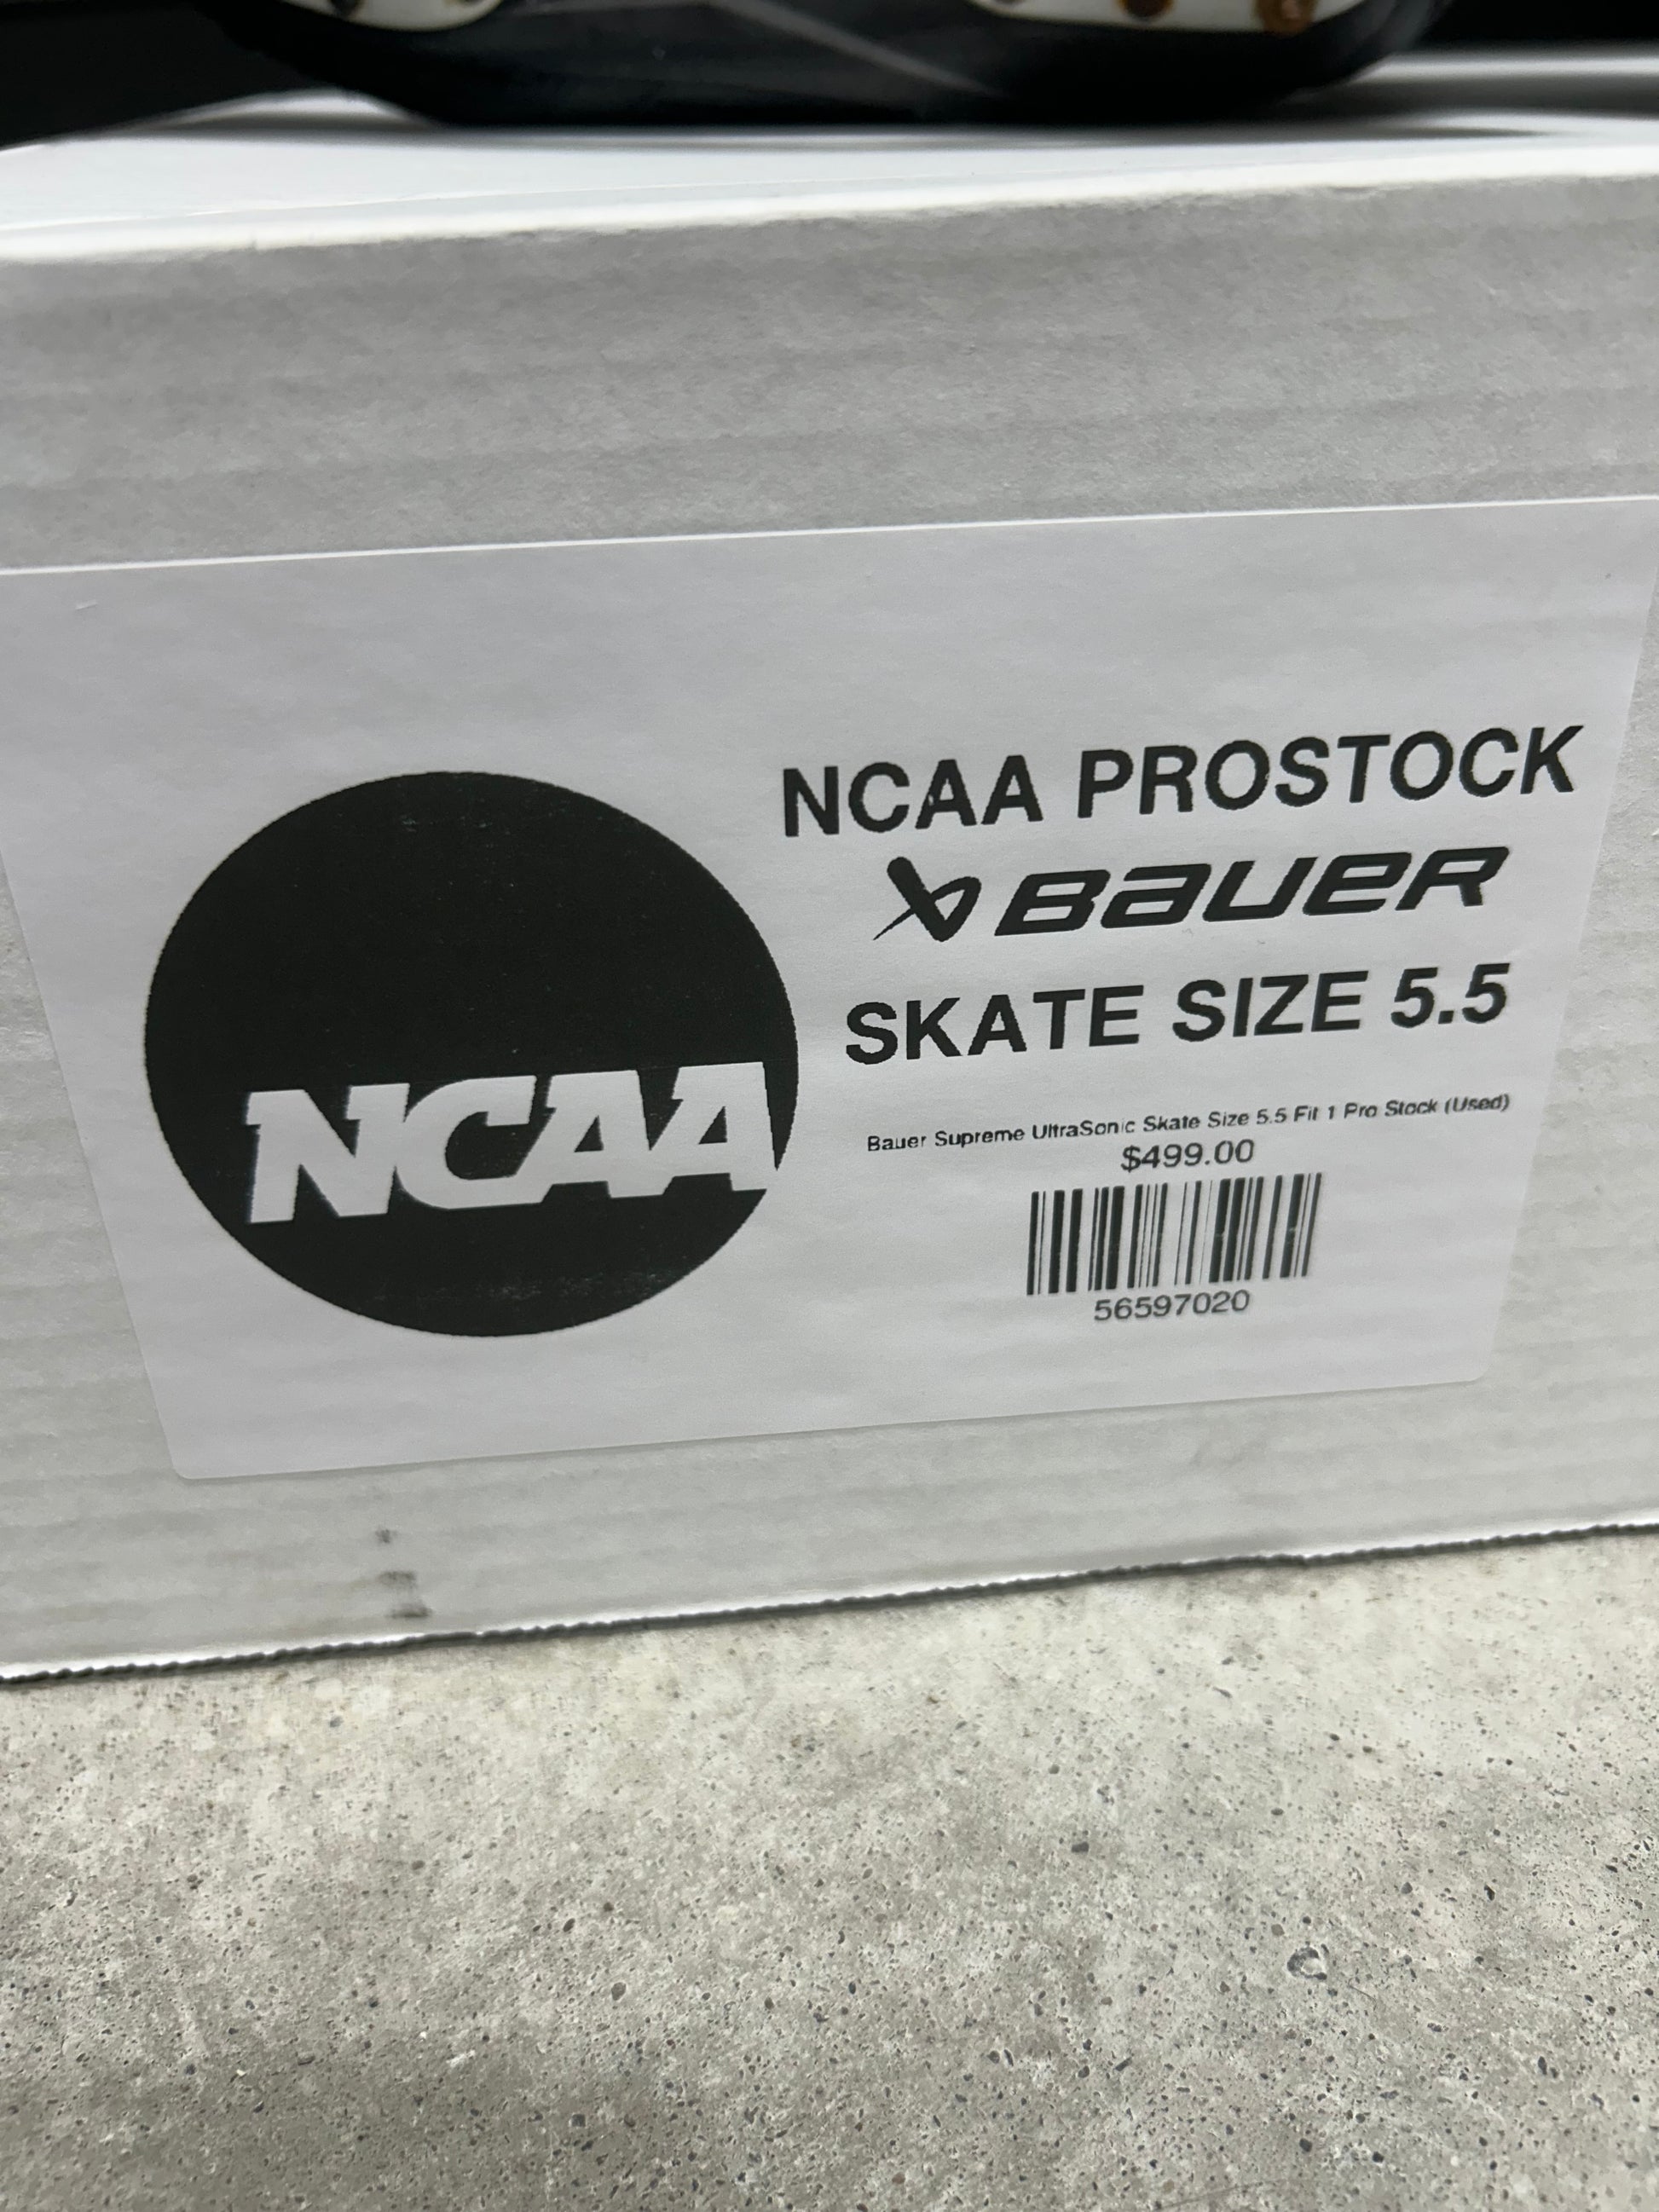 NCAA
NCAA PROSTOCK
BAUER
SKATE SIZE 5.5
Bauer Supreme UltraSonic Skate Size 5.5 Fit 1 Pro Stock (Used)
$499.00
56597020